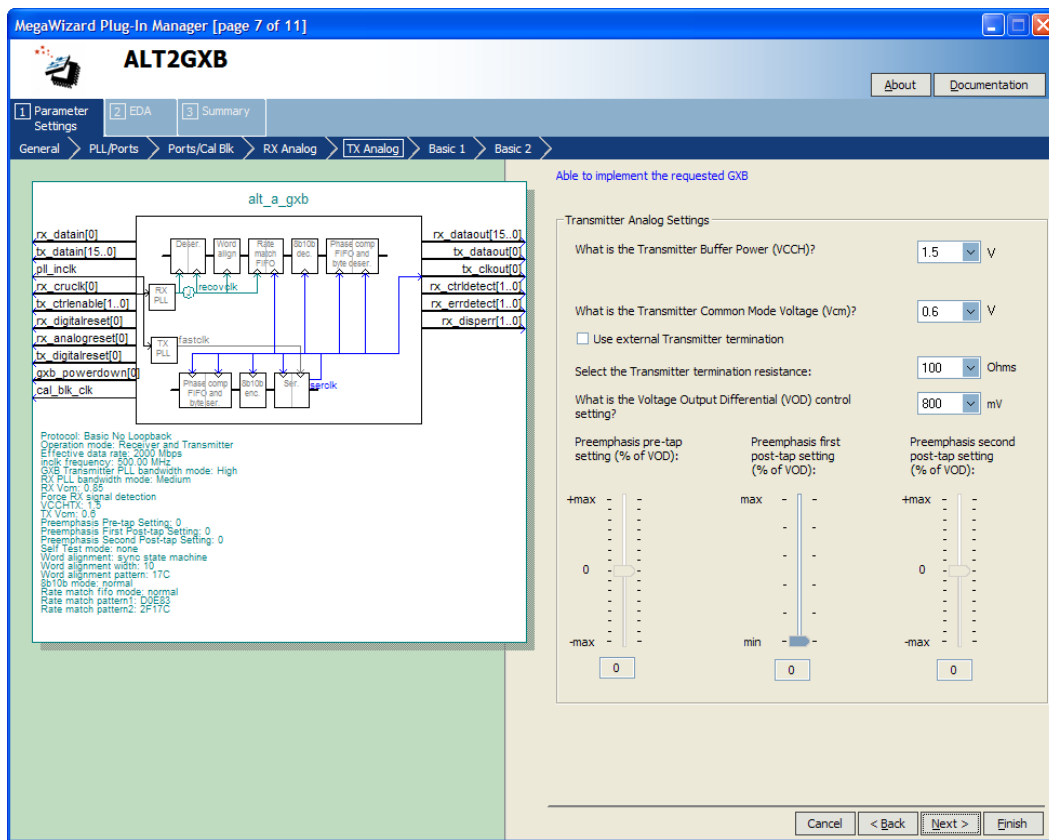 MegaWizard Plug-In Manager [page 7 of 11]
ALT2GXB
About
Documentation
1 Parameter Settings
2 EDA
3 Summary
General
PLL/Ports
Ports/Cal Blk
RX Analog
TX Analog
Basic 1
Basic 2
alt_a_gxb
rx_datain[0]
tx_datain[15..0]
pll_inclk
rx_cruclk[0]
tx_ctrlenable[1..0]
rx_digitalreset[0]
rx_analogreset[0]
tx_digitalreset[0]
gxb_powerdown[0]
cal_blk_clk
Deser.
Word align
Rate match FIFO
8b10b dec.
Phase comp FIFO and byte deser.
RX PLL
recovclk
TX PLL
fastclk
Phase comp FIFO and byte ser.
8b10b enc.
Ser.
serclk
rx_dataout[15..0]
tx_dataout[0]
tx_clkout[0]
rx_ctrldetect[1..0]
rx_errdetect[1..0]
rx_disperr[1..0]
Protocol: Basic No Loopback
Operation mode: Receiver and Transmitter
Effective data rate: 2000 Mbps
inclk frequency: 500.00 MHz
GXB Transmitter PLL bandwidth mode: High
RX PLL bandwidth mode: Medium
RX Vcm: 0.85
Force RX signal detection
VCCHTX: 1.5
TX Vcm: 0.6
Preemphasis Pre-tap Setting: 0
Preemphasis First Post-tap Setting: 0
Preemphasis Second Post-tap Setting: 0
Self Test mode: none
Word alignment: sync state machine
Word alignment width: 10
Word alignment pattern: 17C
8b10b mode: normal
Rate match fifo mode: normal
Rate match pattern1: D0E83
Rate match pattern2: 2F17C
Able to implement the requested GXB
Transmitter Analog Settings
What is the Transmitter Buffer Power (VCCH)? 1.5 V
What is the Transmitter Common Mode Voltage (Vcm)? 0.6 V
Use external Transmitter termination
Select the Transmitter termination resistance: 100 Ohms
What is the Voltage Output Differential (VOD) control setting? 800 mV
Preemphasis pre-tap setting (% of VOD):
+max
0
-max
0
Preemphasis first post-tap setting (% of VOD):
max
min
0
Preemphasis second post-tap setting (% of VOD):
+max
0
-max
0
Cancel
< Back
Next >
Finish